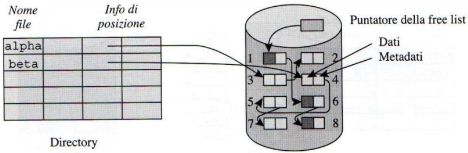 Nome file
Info di posizione
alpha
beta
Directory
Puntatore della free list
Dati
Metadati
1
2
3
4
5
6
7
8